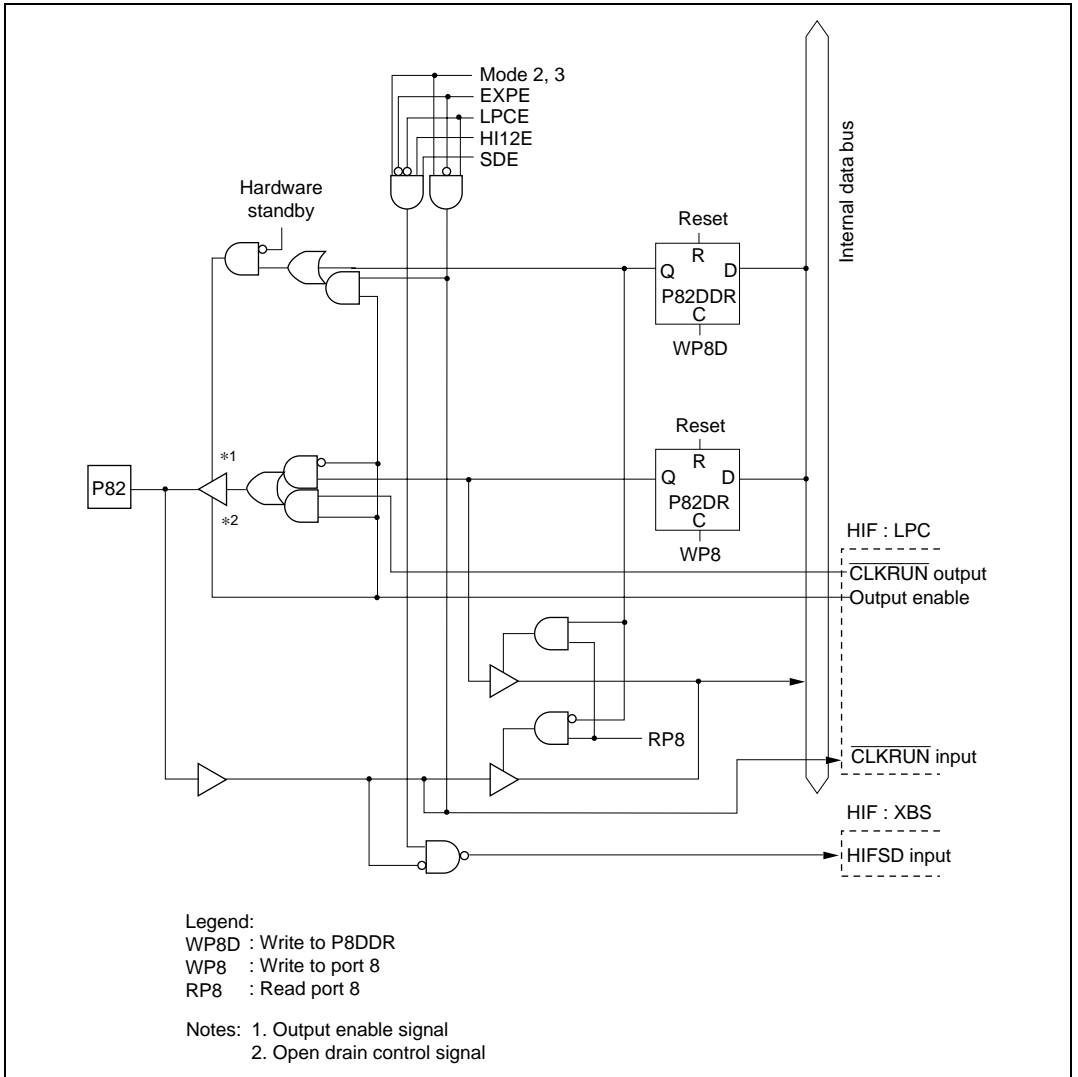 Mode 2, 3
EXPE
LPCE
HI12E
SDE
Hardware
standby
Internal data bus
Reset
R
Q D
P82DDR
C
WP8D
*1
P82
*2
Reset
R
Q D
P82DR
C
WP8
HIF : LPC
CLKRUN output
Output enable
RP8
CLKRUN input
HIF : XBS
HIFSD input
Legend:
WP8D : Write to P8DDR
WP8 : Write to port 8
RP8 : Read port 8
Notes: 1. Output enable signal
2. Open drain control signal